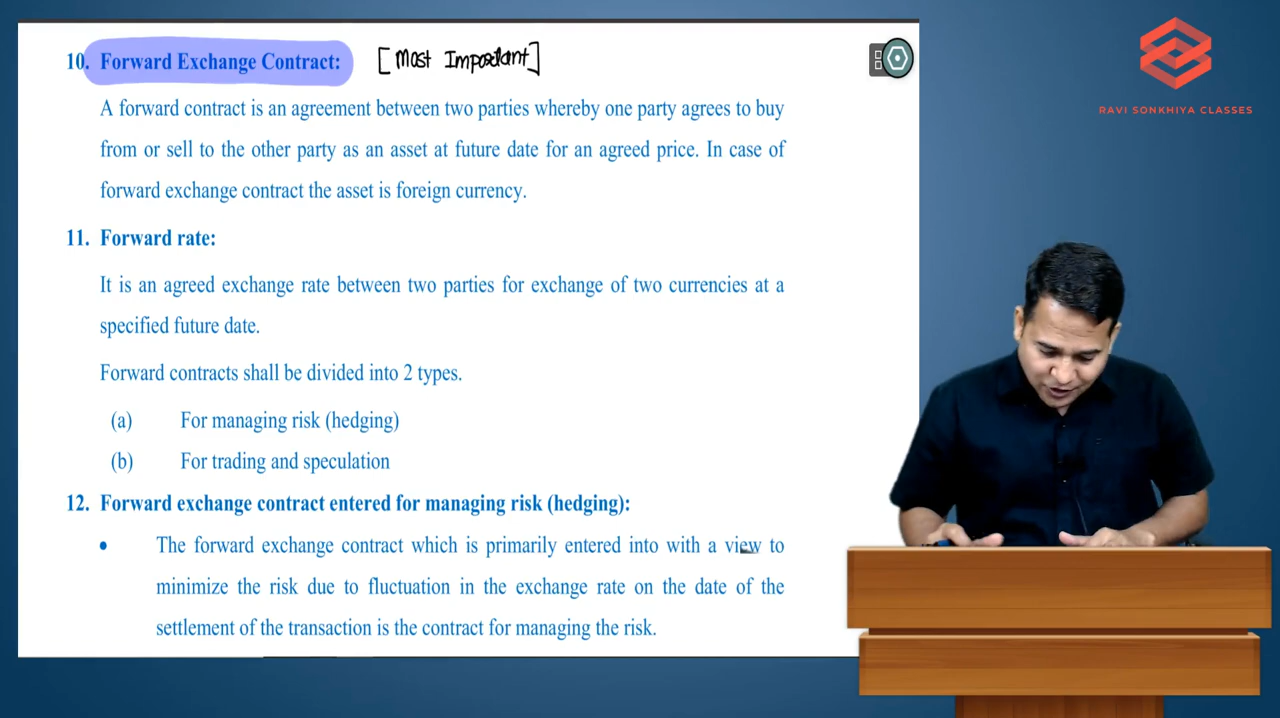 10. Forward Exchange Contract: [Most Important]
RAVI SONKHIYA CLASSES
A forward contract is an agreement between two parties whereby one party agrees to buy
from or sell to the other party as an asset at future date for an agreed price. In case of
forward exchange contract the asset is foreign currency.
11. Forward rate:
It is an agreed exchange rate between two parties for exchange of two currencies at a
specified future date.
Forward contracts shall be divided into 2 types.
(a) For managing risk (hedging)
(b) For trading and speculation
12. Forward exchange contract entered for managing risk (hedging):
• The forward exchange contract which is primarily entered into with a view to
minimize the risk due to fluctuation in the exchange rate on the date of the
settlement of the transaction is the contract for managing the risk.